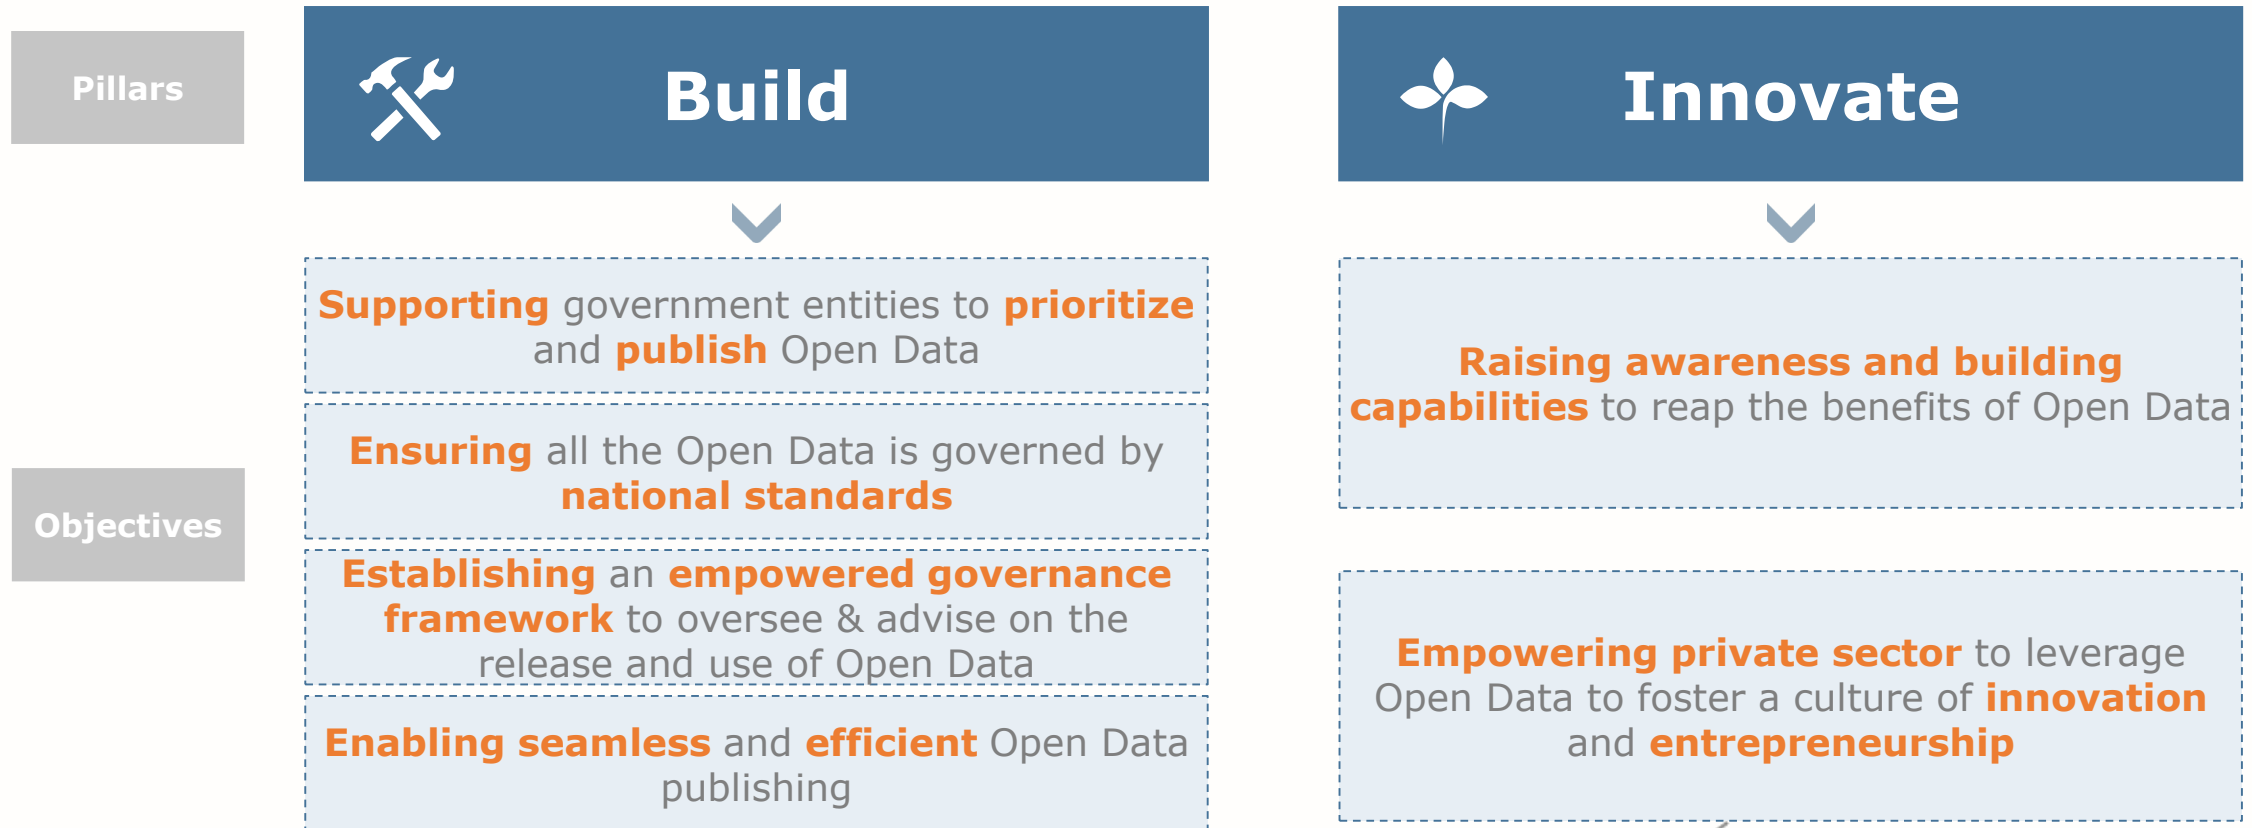 Pillars
Build
Innovate
Objectives
Supporting government entities to prioritize
and publish Open Data
Ensuring all the Open Data is governed by
national standards
Establishing an empowered governance
framework to oversee & advise on the
release and use of Open Data
Enabling seamless and efficient Open Data
publishing
Raising awareness and building
capabilities to reap the benefits of Open Data
Empowering private sector to leverage
Open Data to foster a culture of innovation
and entrepreneurship